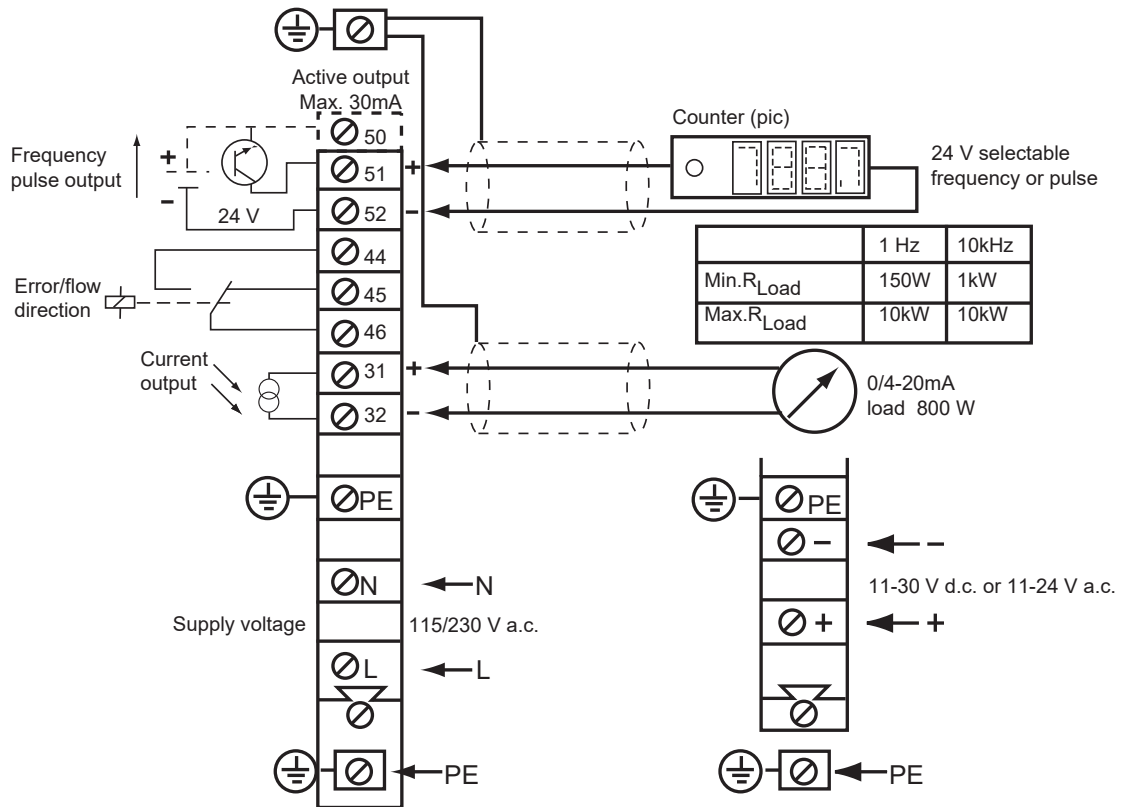 Active output
Max. 30mA
50
Frequency
pulse output
+
–
24 V
51
+
52
–
Counter (pic)
24 V selectable
frequency or pulse
1 Hz 10kHz
Min.RLoad 150W 1kW
Max.RLoad 10kW 10kW
Error/flow
direction
44
45
46
Current
output
31
+
32
–
0/4-20mA
load 800 W
PE
N
N
Supply voltage
115/230 V a.c.
L
L
PE
PE
–
–
11-30 V d.c. or 11-24 V a.c.
+
+
PE